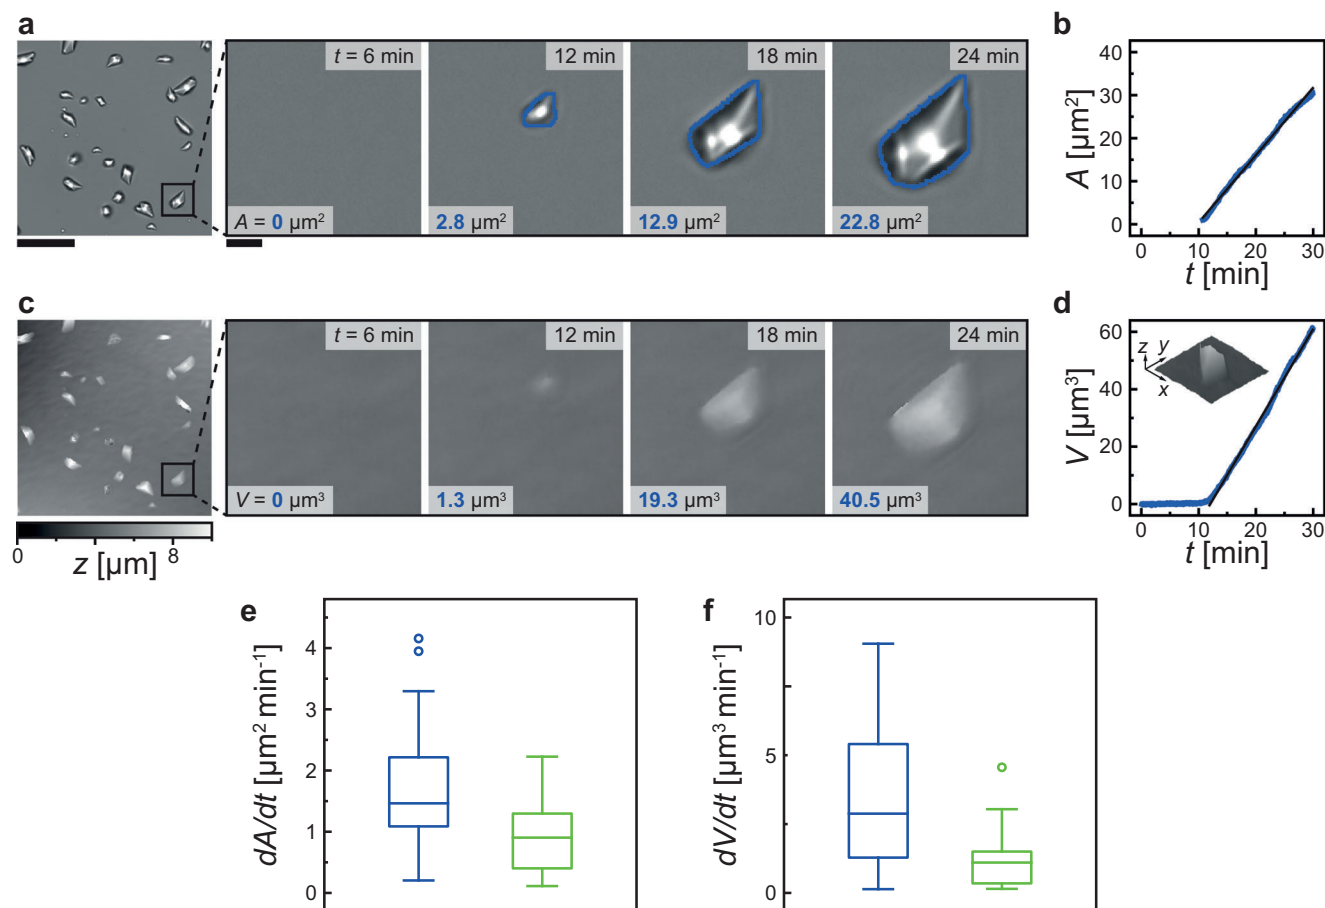 a
t = 6 min
12 min
18 min
24 min
A = 0 μm²
2.8 μm²
12.9 μm²
22.8 μm²
b
A [μm²]
40
30
20
10
0
0 10 20 30
t [min]
c
t = 6 min
12 min
18 min
24 min
V = 0 μm³
1.3 μm³
19.3 μm³
40.5 μm³
0 8
z [μm]
d
V [μm³]
60
40
20
0
z y
x
0 10 20 30
t [min]
e
dA/dt [μm² min⁻¹]
4
3
2
1
0
f
dV/dt [μm³ min⁻¹]
10
5
0